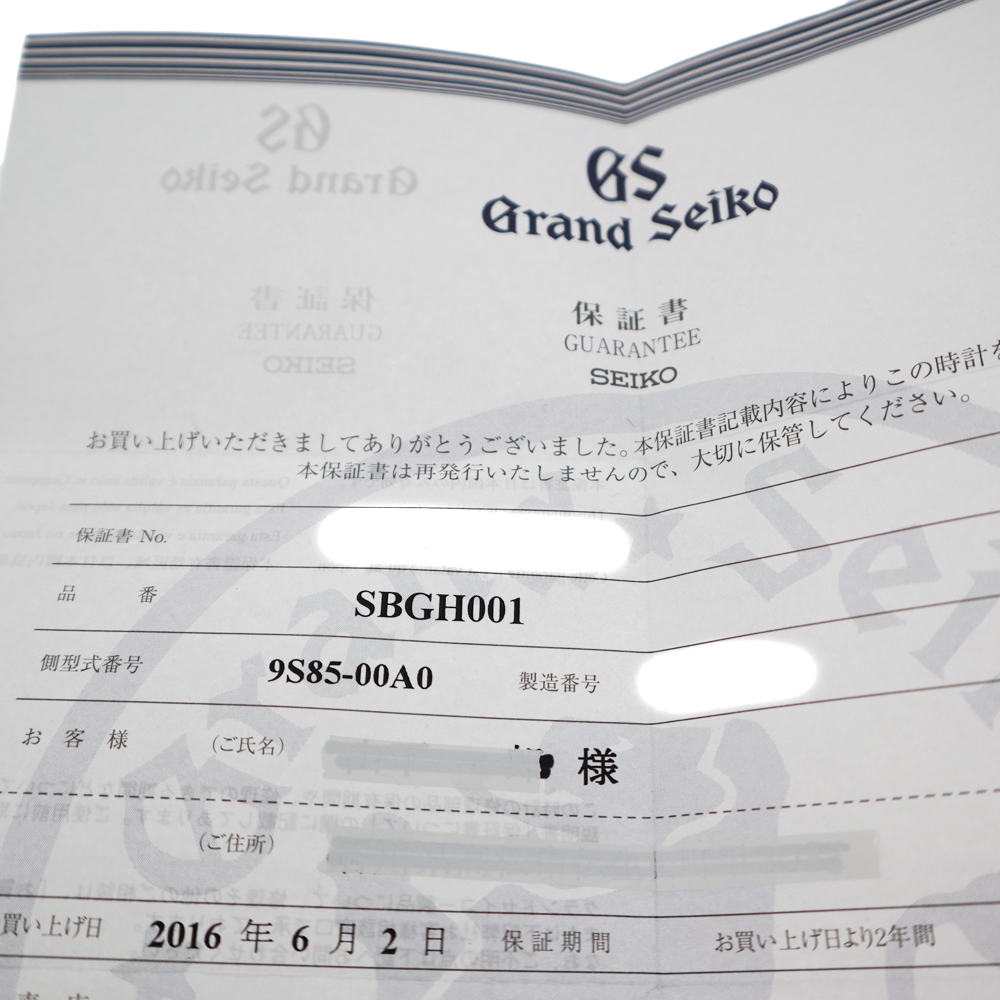 GS
Grand Seiko
保証書
GUARANTEE
SEIKO
お買い上げいただきましてありがとうございました。本保証書記載内容によりこの時計を
本保証書は再発行いたしませんので、大切に保管してください。
保証書 No.
品 番 SBGH001
側型式番号 9S85-00A0 製造番号
お 客 様 (ご氏名) 様
(ご住所)
買い上げ日 2016 年 6 月 2 日 保証期間 お買い上げ日より2年間